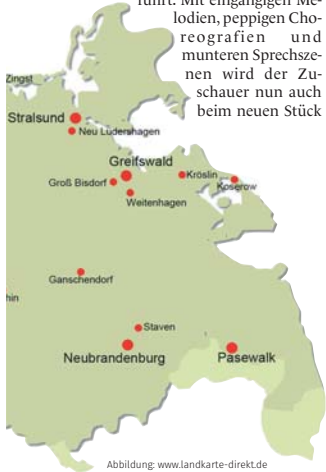 führt. Mit eingängigen Me-
lodien, peppigen Cho-
reografien und
munteren Sprechsze-
nen wird der Zu-
schauer nun auch
beim neuen Stück
Zingst
Stralsund
Neu Lüdershagen
Greifswald
Groß Bisdorf
Kröslin
Koserow
Weitenhagen
Ganschendorf
hin
Staven
Neubrandenburg
Pasewalk
Abbildung: www.landkarte-direkt.de